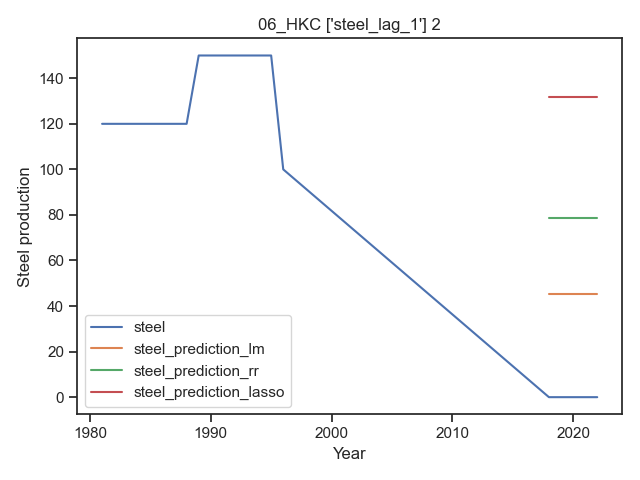 06_HKC ['steel_lag_1'] 2
Steel production
140
120
100
80
60
40
20
0
steel
steel_prediction_lm
steel_prediction_rr
steel_prediction_lasso
1980
1990
2000
2010
2020
Year